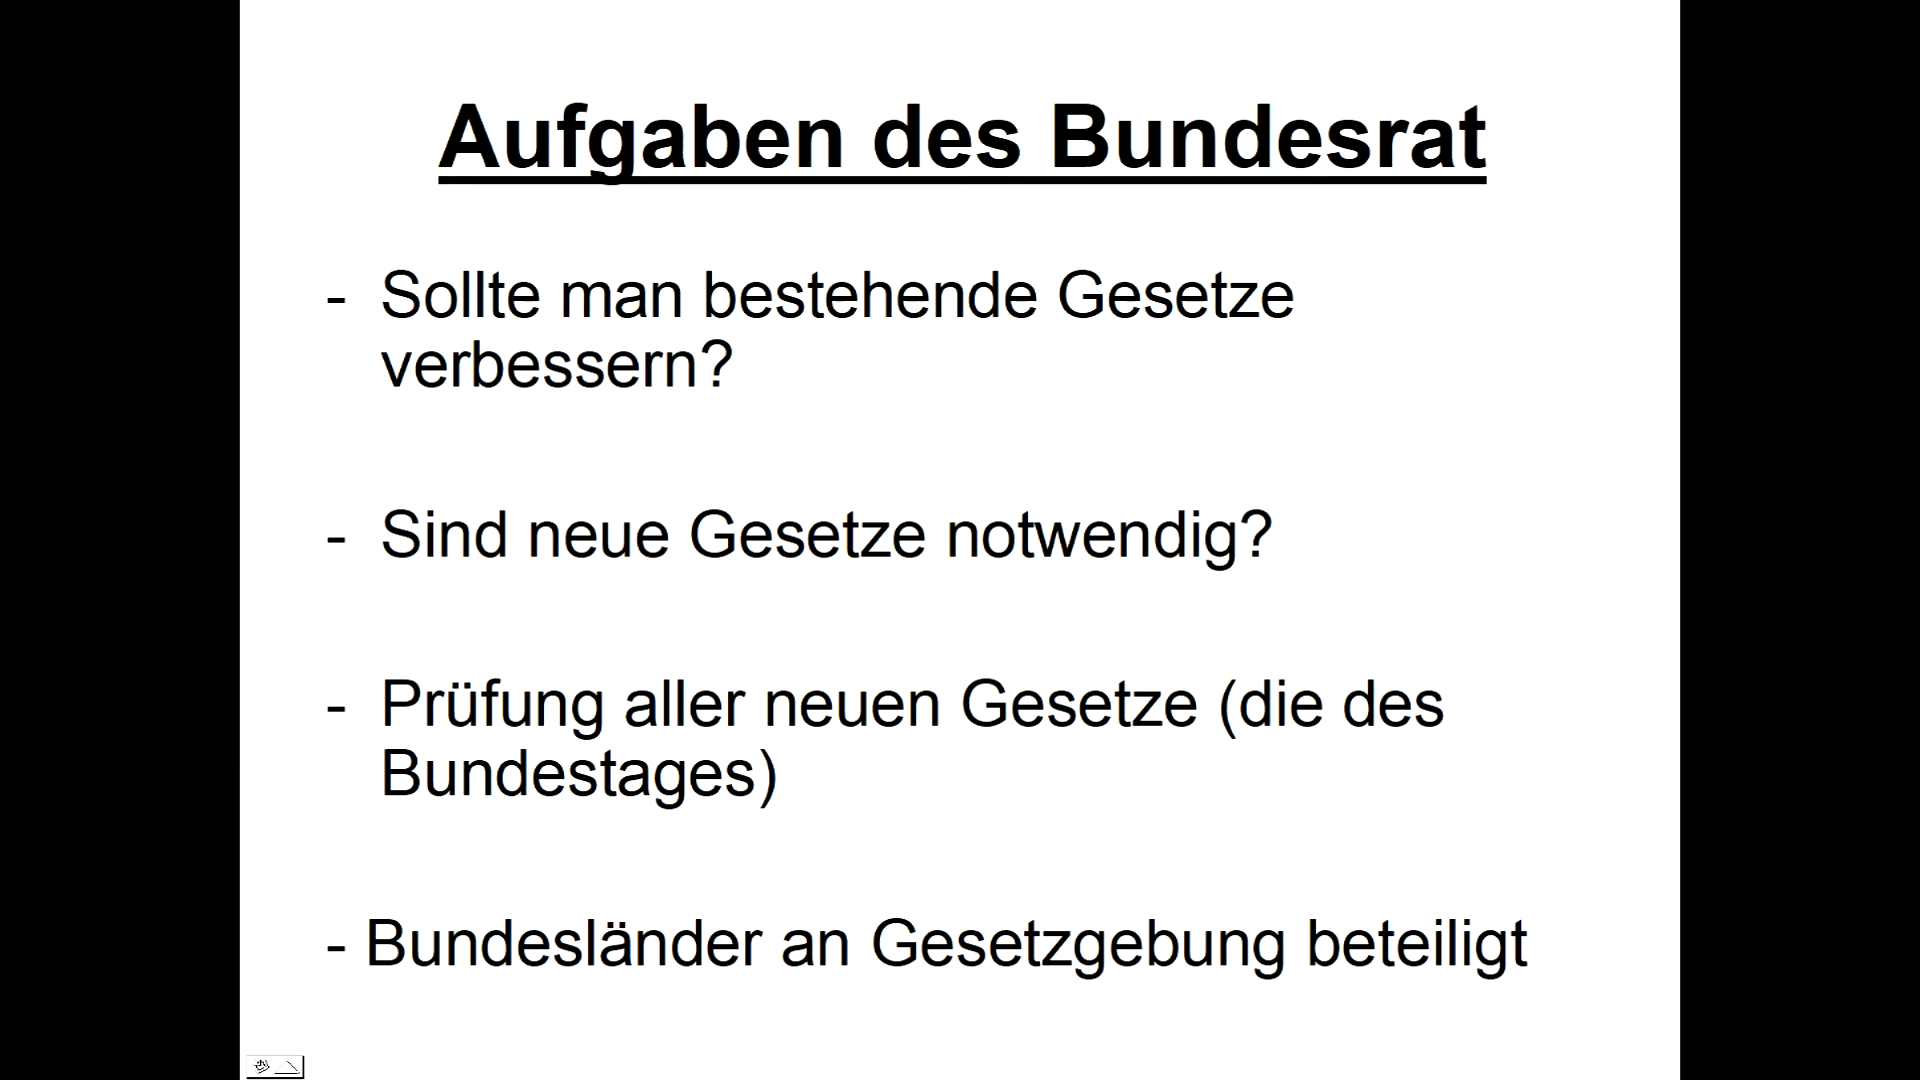 Aufgaben des Bundesrat
- Sollte man bestehende Gesetze
verbessern?
- Sind neue Gesetze notwendig?
- Prüfung aller neuen Gesetze (die des
Bundestages)
- Bundesländer an Gesetzgebung beteiligt